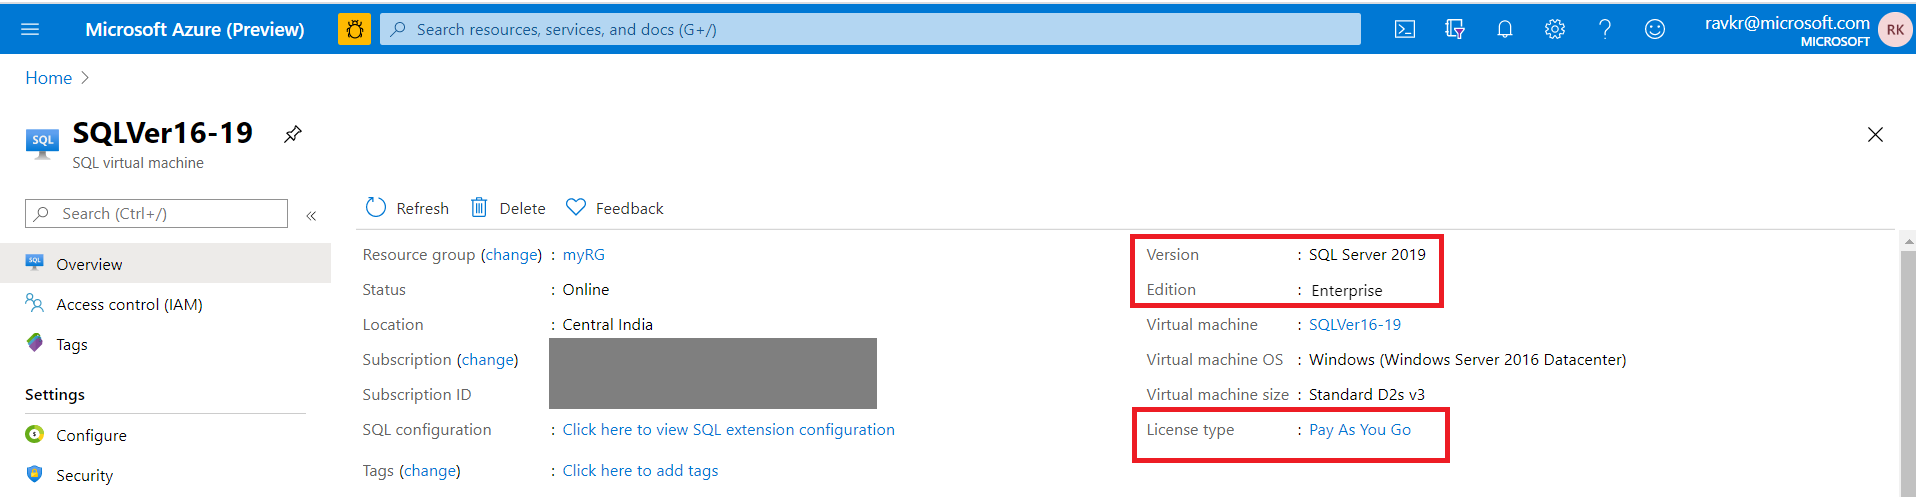 Microsoft Azure (Preview)
Search resources, services, and docs (G+/)
ravkr@microsoft.com
MICROSOFT
RK
Home
SQL
SQLVer16-19
SQL virtual machine
Search (Ctrl+/)
«
SQL
Overview
Access control (IAM)
Tags
Settings
Configure
Security
Refresh
Delete
Feedback
Resource group (change) : myRG
Status : Online
Location : Central India
Subscription (change)
Subscription ID
SQL configuration : Click here to view SQL extension configuration
Tags (change) : Click here to add tags
Version : SQL Server 2019
Edition : Enterprise
Virtual machine : SQLVer16-19
Virtual machine OS : Windows (Windows Server 2016 Datacenter)
Virtual machine size : Standard D2s v3
License type : Pay As You Go